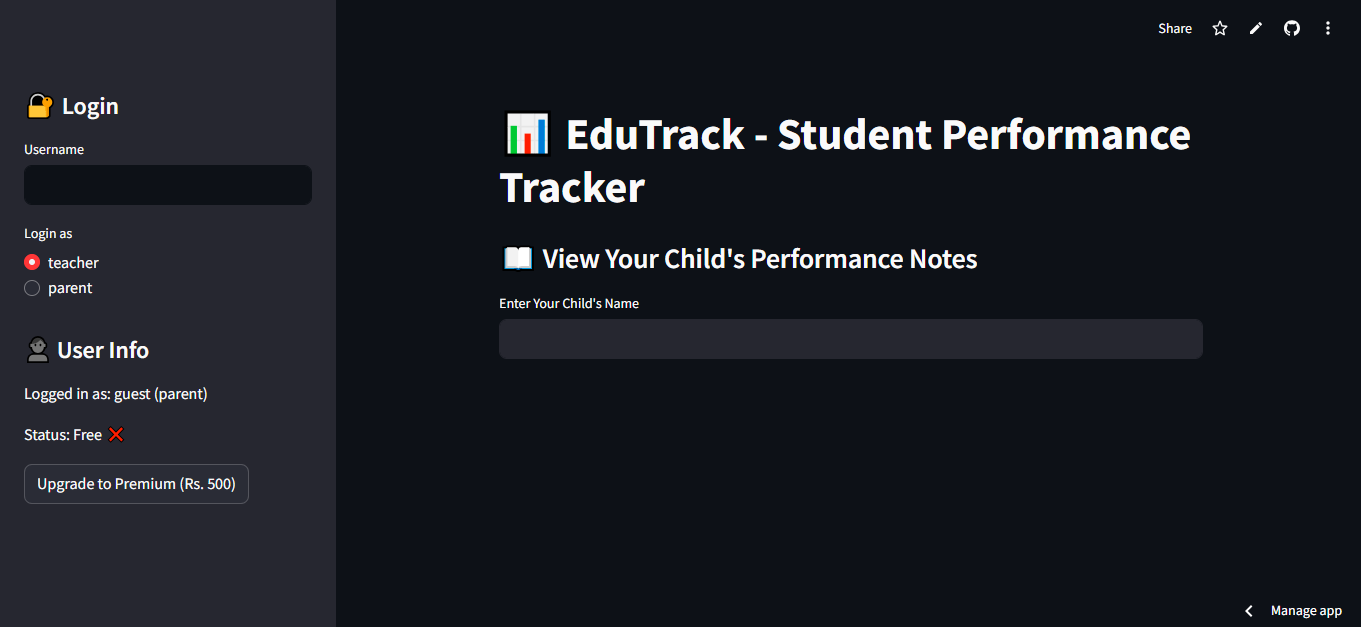 Share
🔐 Login
Username
Login as
teacher
parent
👤 User Info
Logged in as: guest (parent)
Status: Free ❌
Upgrade to Premium (Rs. 500)
📊 EduTrack - Student Performance
Tracker
📖 View Your Child's Performance Notes
Enter Your Child's Name
Manage app